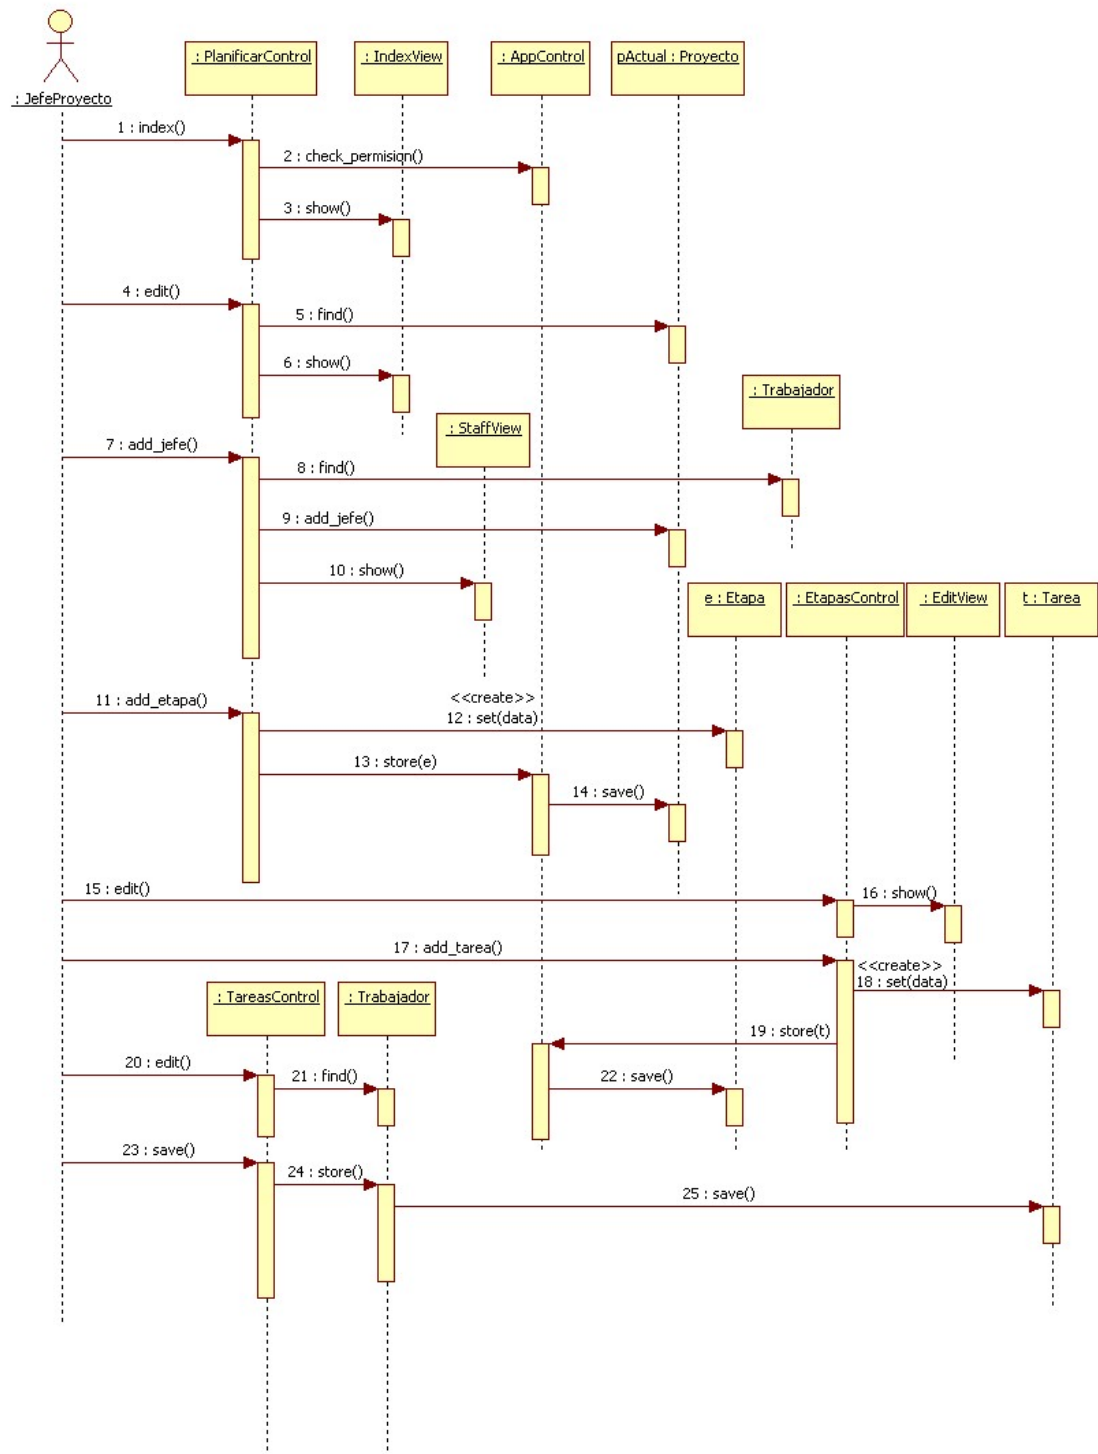 : PlanificarControl
: IndexView
: AppControl
pActual : Proyecto
: JefeProyecto
1 : index()
2 : check_permision()
3 : show()
4 : edit()
5 : find()
6 : show()
: Trabajador
: StaffView
7 : add_jefe()
8 : find()
9 : add_jefe()
10 : show()
e : Etapa
: EtapasControl
: EditView
t : Tarea
11 : add_etapa()
<<create>>
12 : set(data)
13 : store(e)
14 : save()
15 : edit()
16 : show()
17 : add_tarea()
<<create>>
18 : set(data)
: TareasControl
: Trabajador
19 : store(t)
20 : edit()
21 : find()
22 : save()
23 : save()
24 : store()
25 : save()